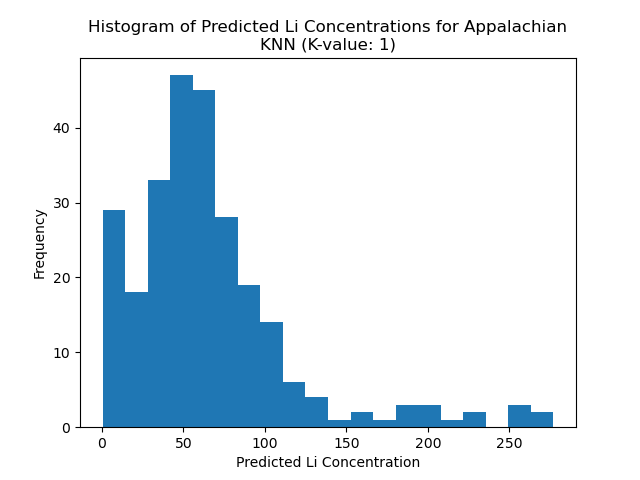 Histogram of Predicted Li Concentrations for Appalachian
KNN (K-value: 1)
40
30
20
10
0
Frequency
0 50 100 150 200 250
Predicted Li Concentration